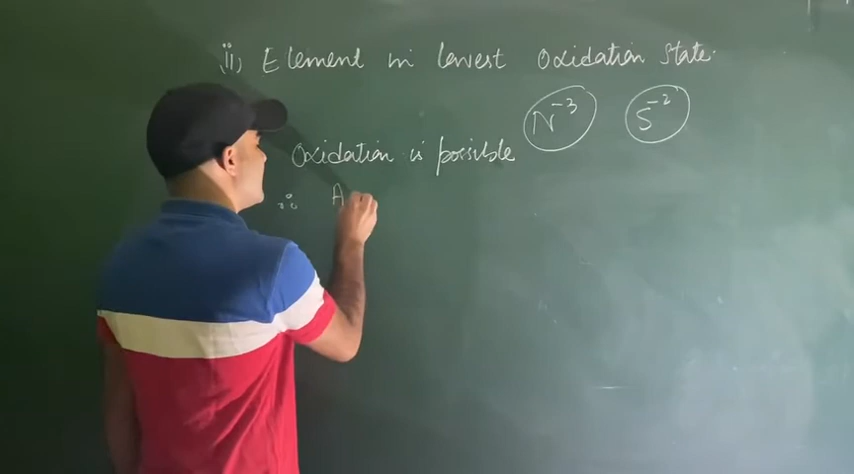 ii) Element in lowest Oxidation State.
N⁻³ S⁻²
Oxidation is possible
∴ A